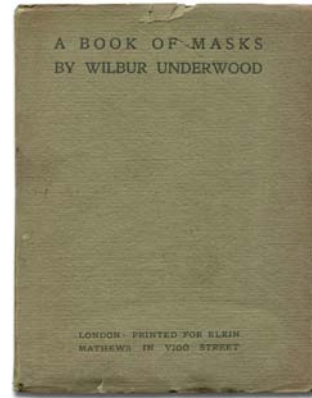 A BOOK OF MASKS
BY WILBUR UNDERWOOD
LONDON · PRINTED FOR ELKIN
MATHEWS IN VIGO STREET